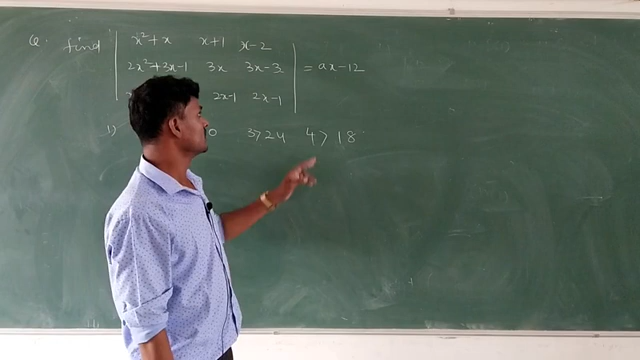 Q. find | x²+x x+1 x-2 |
| 2x²+3x-1 3x 3x-3 | = ax-12
| 2x-1 2x-1 |
1) 0 3) 24 4) 18